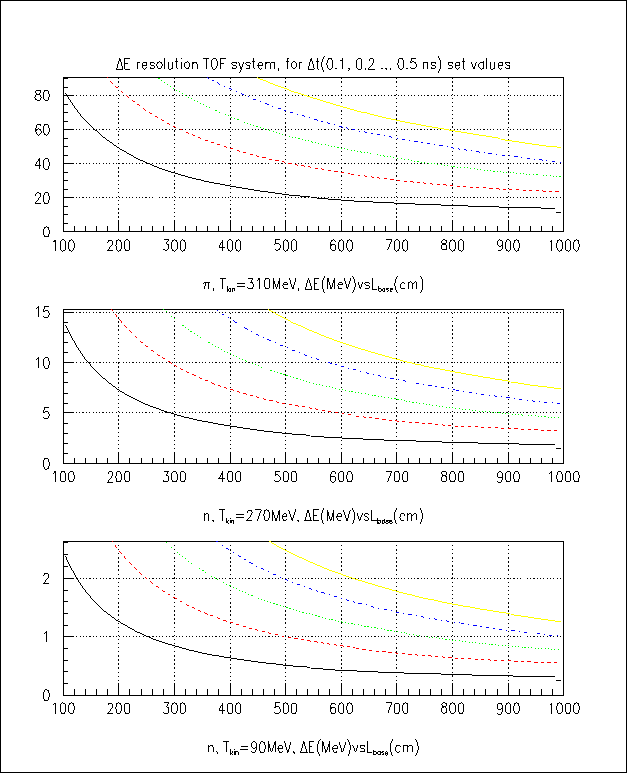 ΔE resolution TOF system, for Δt(0.1, 0.2 ... 0.5 ns) set values
80
60
40
20
0
100 200 300 400 500 600 700 800 900 1000
π, Tkin=310MeV, ΔE(MeV)vsLbase(cm)
15
10
5
0
100 200 300 400 500 600 700 800 900 1000
n, Tkin=270MeV, ΔE(MeV)vsLbase(cm)
2
1
0
100 200 300 400 500 600 700 800 900 1000
n, Tkin=90MeV, ΔE(MeV)vsLbase(cm)